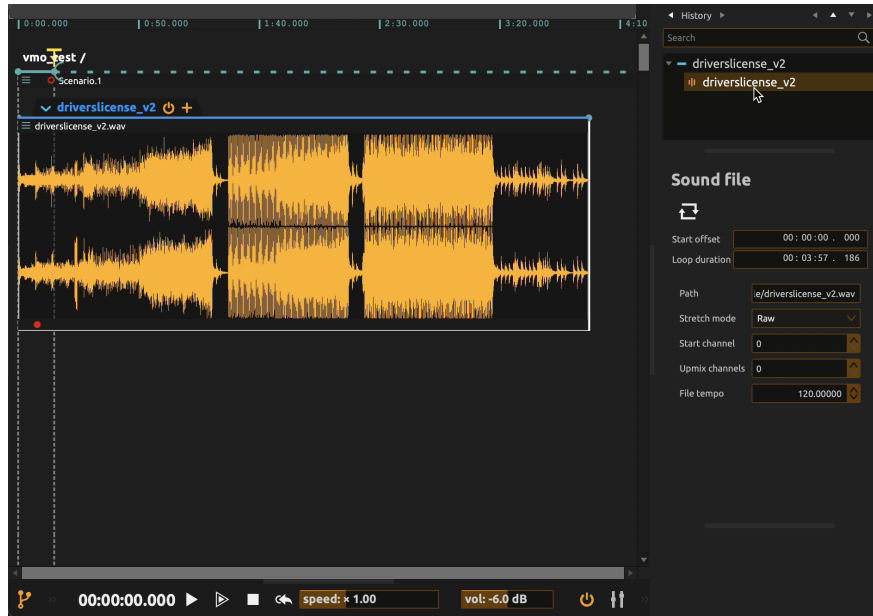 0:00.000 0:50.000 1:40.000 2:30.000 3:20.000 4:10
vmo_test /
Scenario.1
driverslicense_v2
driverslicense_v2.wav
00:00:00.000 speed: × 1.00 vol: -6.0 dB
History
Search
driverslicense_v2
driverslicense_v2
Sound file
Start offset 00 : 00 : 00 . 000
Loop duration 00 : 03 : 57 . 186
Path :e/driverslicense_v2.wav
Stretch mode Raw
Start channel 0
Upmix channels 0
File tempo 120.00000